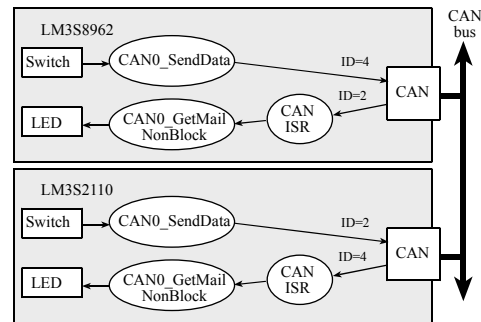 LM3S8962
CAN
bus
Switch
CAN0_SendData
ID=4
ID=2
CAN
LED
CAN0_GetMail
NonBlock
CAN
ISR
LM3S2110
Switch
CAN0_SendData
ID=2
ID=4
CAN
LED
CAN0_GetMail
NonBlock
CAN
ISR